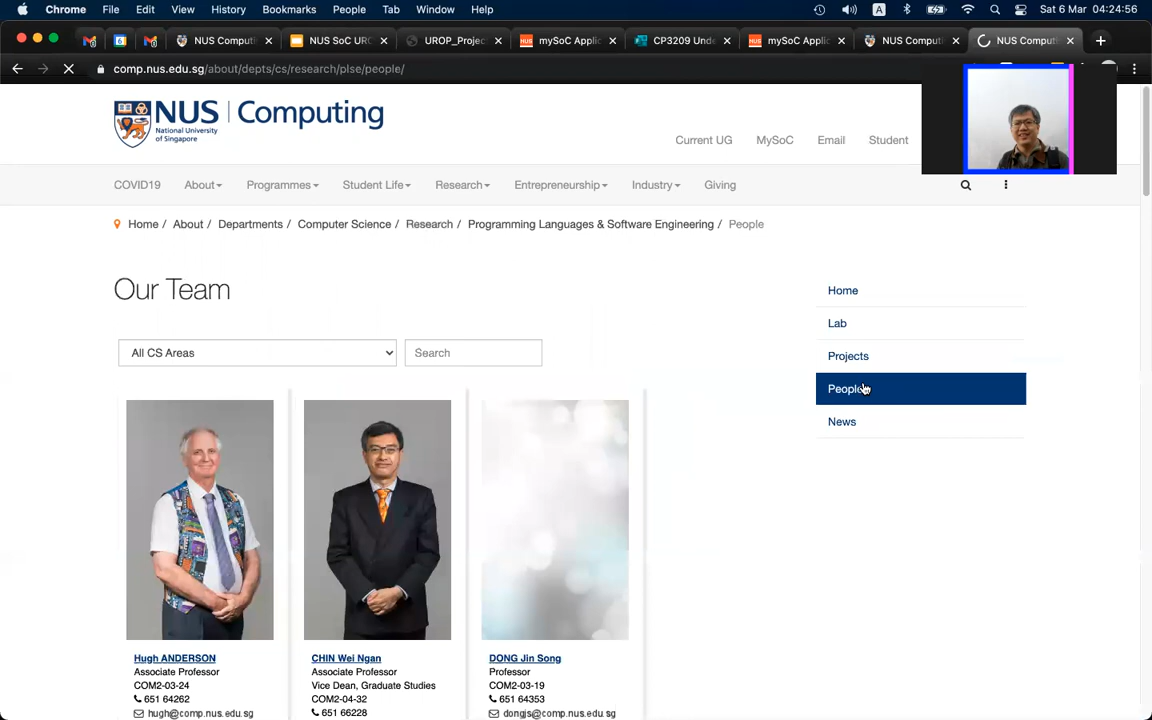 Chrome File Edit View History Bookmarks People Tab Window Help A Sat 6 Mar 04:24:56
NUS Computi NUS SoC URC UROP_Projec mySoC Applic CP3209 Unde mySoC Applic NUS Computi NUS Computi
comp.nus.edu.sg/about/depts/cs/research/plse/people/
NUS Computing
National University
of Singapore
Current UG MySoC Email Student
COVID19 About Programmes Student Life Research Entrepreneurship Industry Giving
Home / About / Departments / Computer Science / Research / Programming Languages & Software Engineering / People
Our Team
Home
Lab
Projects
People
News
All CS Areas Search
Hugh ANDERSON
Associate Professor
COM2-03-24
651 64262
hugh@comp.nus.edu.sg
CHIN Wei Ngan
Associate Professor
Vice Dean, Graduate Studies
COM2-04-32
651 66228
DONG Jin Song
Professor
COM2-03-19
651 64353
dongjs@comp.nus.edu.sg